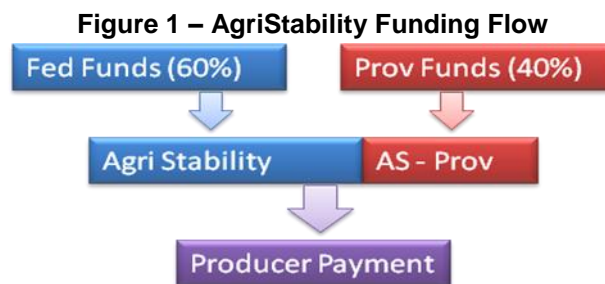 Figure 1 – AgriStability Funding Flow
Fed Funds (60%) Prov Funds (40%)
Agri Stability AS - Prov
Producer Payment